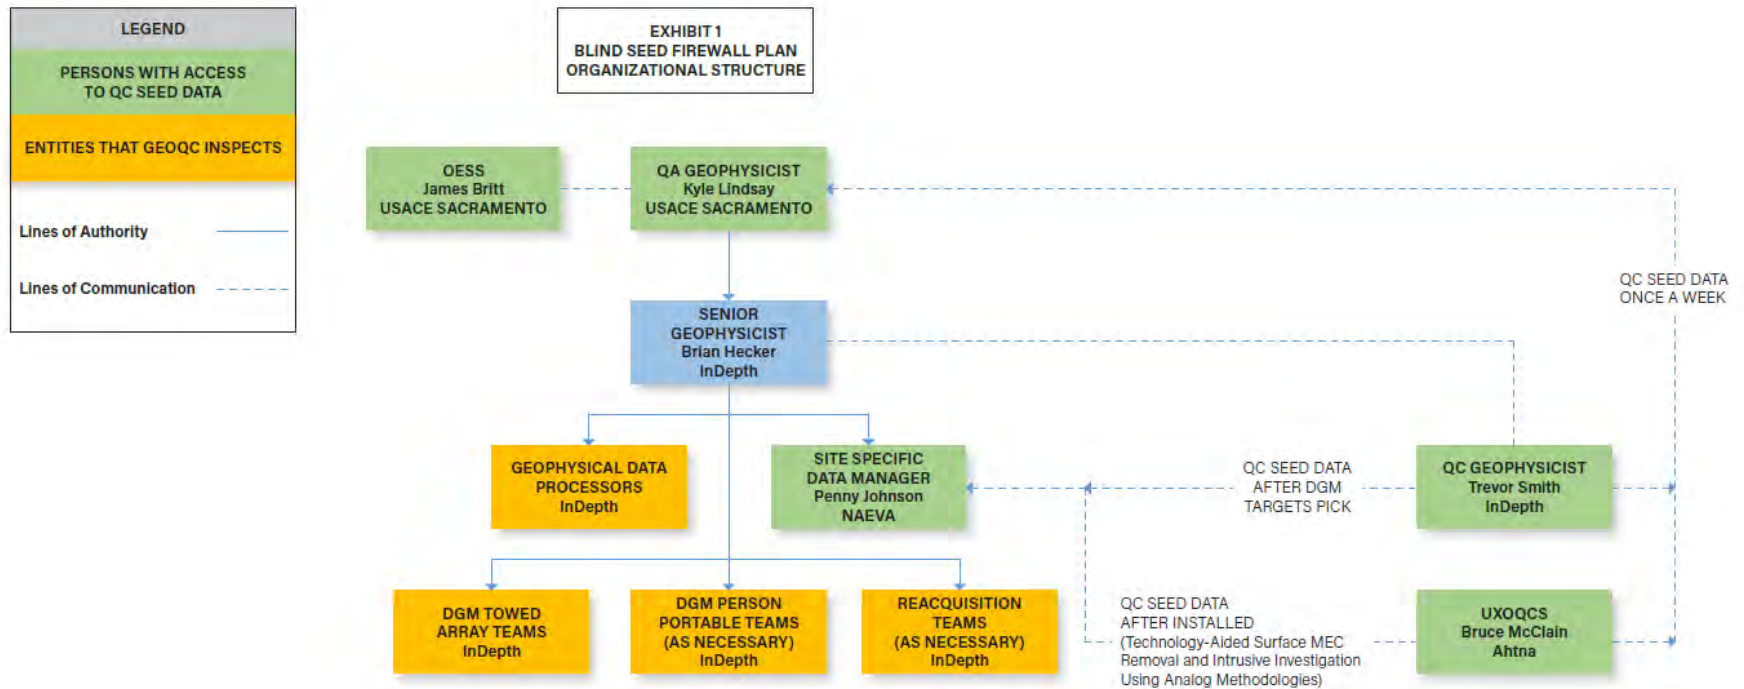 LEGEND
PERSONS WITH ACCESS
TO QC SEED DATA
ENTITIES THAT GEOQC INSPECTS
Lines of Authority
Lines of Communication
EXHIBIT 1
BLIND SEED FIREWALL PLAN
ORGANIZATIONAL STRUCTURE
OESS
James Britt
USACE SACRAMENTO
QA GEOPHYSICIST
Kyle Lindsay
USACE SACRAMENTO
QC SEED DATA
ONCE A WEEK
SENIOR
GEOPHYSICIST
Brian Hecker
InDepth
GEOPHYSICAL DATA
PROCESSORS
InDepth
SITE SPECIFIC
DATA MANAGER
Penny Johnson
NAEVA
QC SEED DATA
AFTER DGM
TARGETS PICK
QC GEOPHYSICIST
Trevor Smith
InDepth
DGM TOWED
ARRAY TEAMS
InDepth
DGM PERSON
PORTABLE TEAMS
(AS NECESSARY)
InDepth
REACQUISITION
TEAMS
(AS NECESSARY)
InDepth
QC SEED DATA
AFTER INSTALLED
(Technology-Aided Surface MEC
Removal and Intrusive Investigation
Using Analog Methodologies)
UXOQCS
Bruce McClain
Ahtna